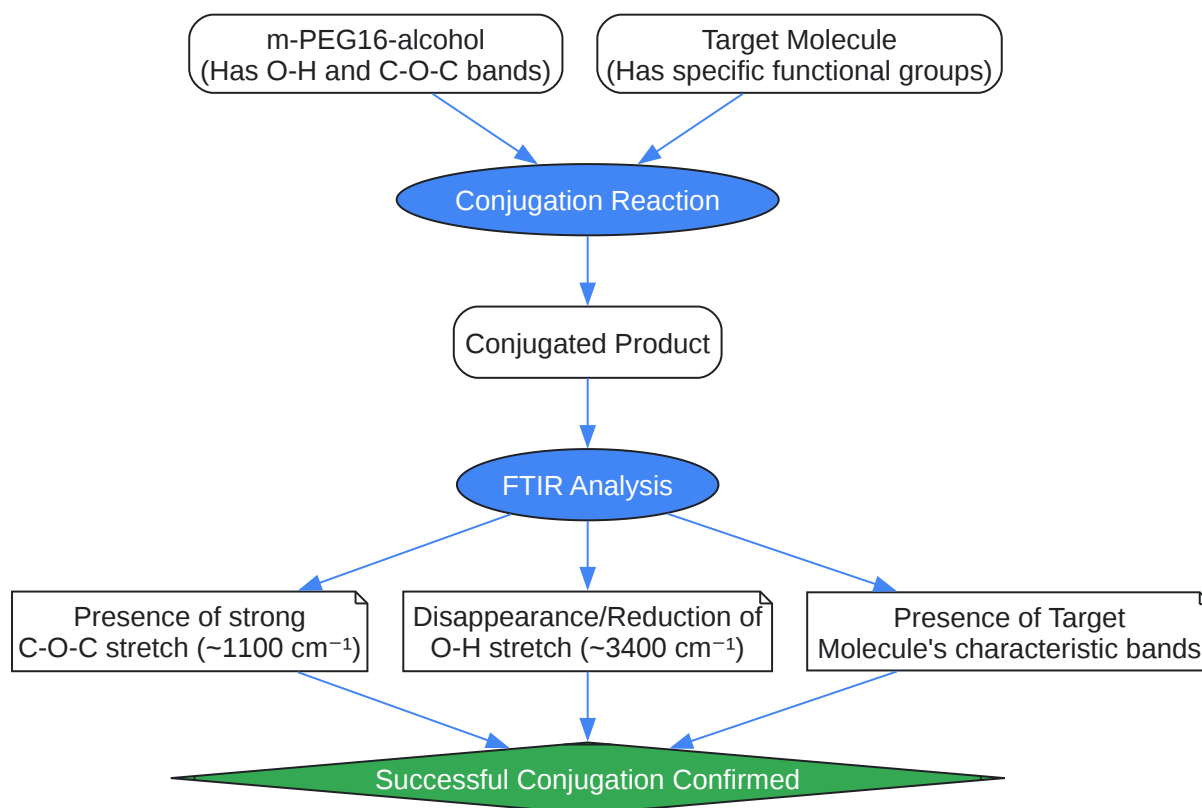 m-PEG16-alcohol
(Has O-H and C-O-C bands)
Target Molecule
(Has specific functional groups)
Conjugation Reaction
Conjugated Product
FTIR Analysis
Presence of strong
C-O-C stretch (~1100 cm⁻¹)
Disappearance/Reduction of
O-H stretch (~3400 cm⁻¹)
Presence of Target
Molecule's characteristic bands
Successful Conjugation Confirmed